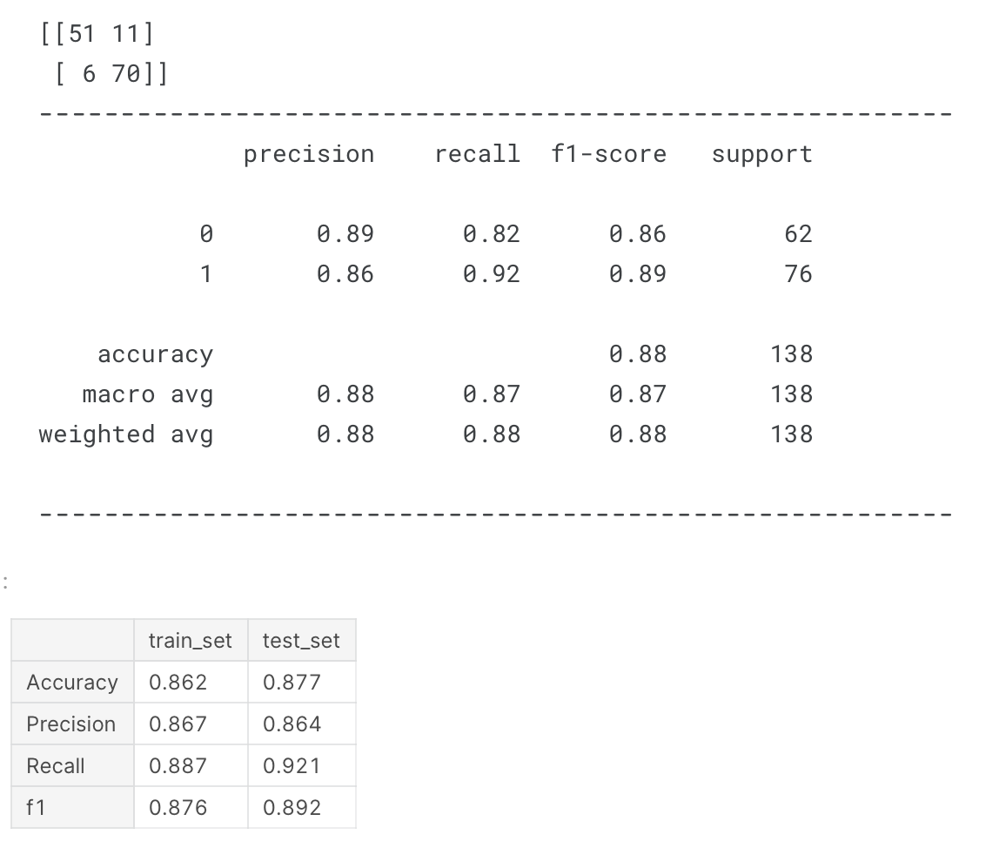 [[51 11]
[ 6 70]]
--------------------------------------------------------------
precision recall f1-score support
0 0.89 0.82 0.86 62
1 0.86 0.92 0.89 76
accuracy 0.88 138
macro avg 0.88 0.87 0.87 138
weighted avg 0.88 0.88 0.88 138
--------------------------------------------------------------
:
train_set test_set
Accuracy 0.862 0.877
Precision 0.867 0.864
Recall 0.887 0.921
f1 0.876 0.892